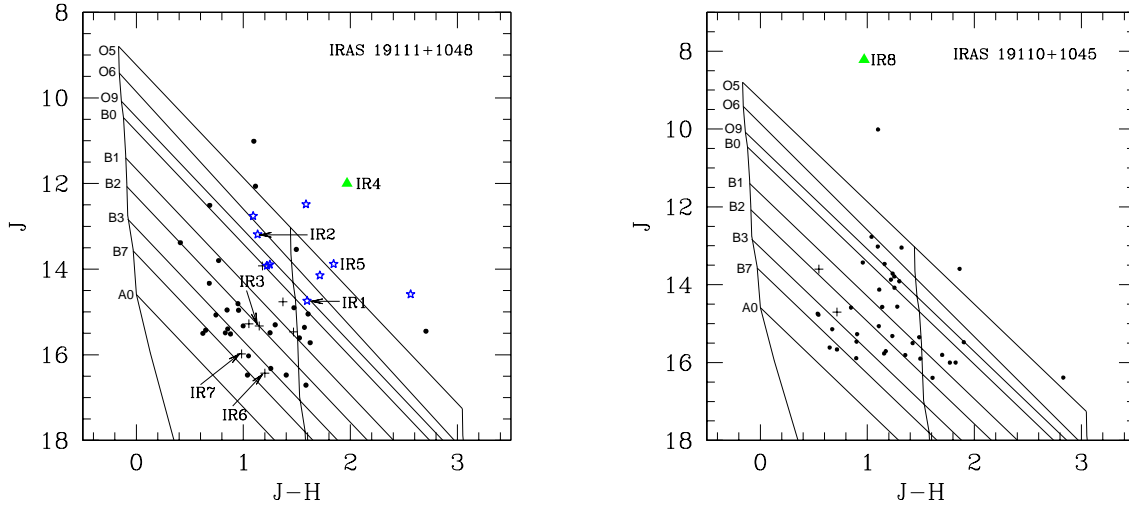 IRAS 19111+1048
8
10
12
14
16
18
J
O5
O6
O9
B0
B1
B2
B3
B7
A0
IR4
IR2
IR5
IR3
IR1
IR7
IR6
0 1 2 3
J−H
IRAS 19110+1045
8
10
12
14
16
18
J
IR8
O5
O6
O9
B0
B1
B2
B3
B7
A0
0 1 2 3
J−H